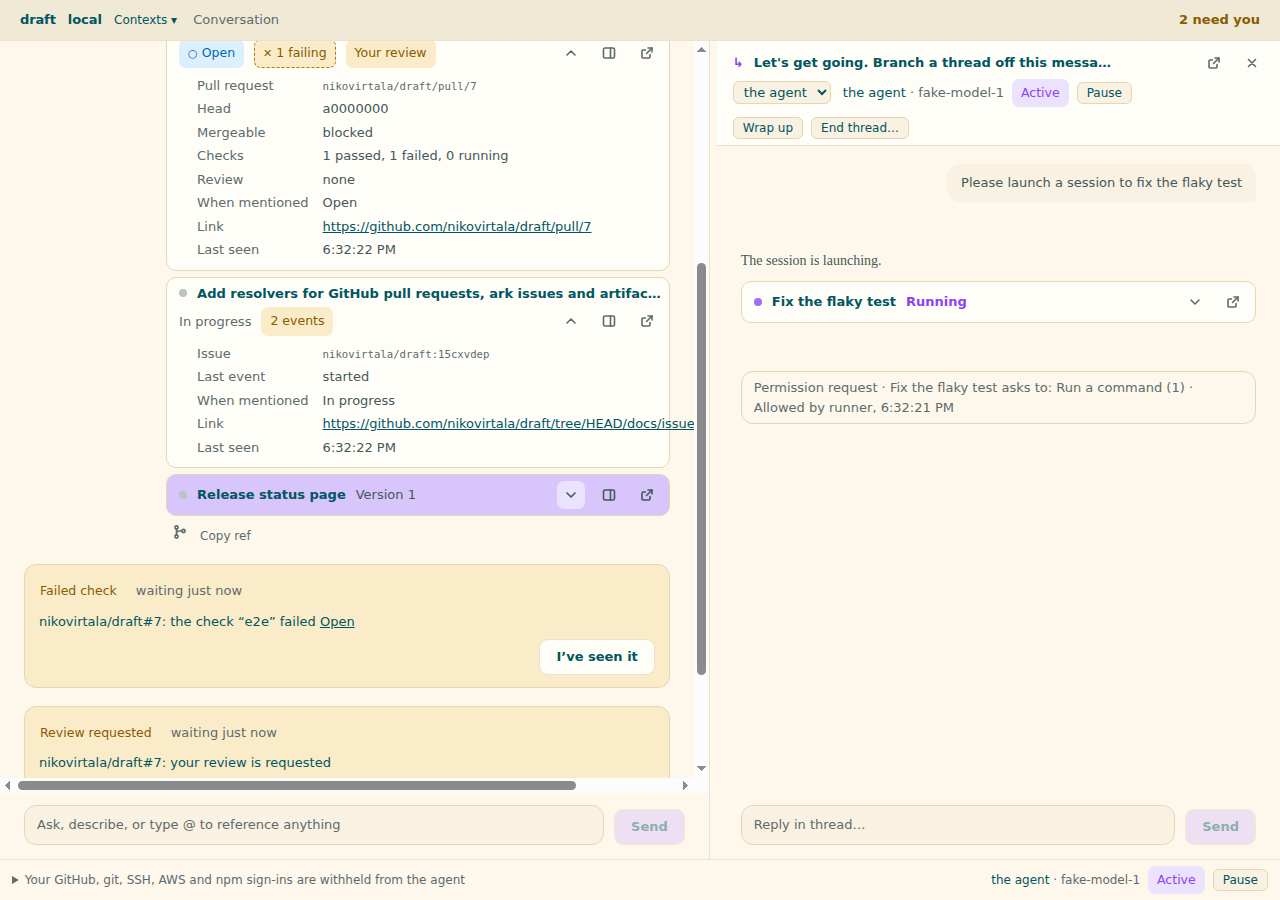 draft local Contexts ▾ Conversation 2 need you
○ Open × 1 failing Your review
Pull request nikovirtala/draft/pull/7
Head a0000000
Mergeable blocked
Checks 1 passed, 1 failed, 0 running
Review none
When mentioned Open
Link https://github.com/nikovirtala/draft/pull/7
Last seen 6:32:22 PM
Add resolvers for GitHub pull requests, ark issues and artifac…
In progress 2 events
Issue nikovirtala/draft:15cxvdep
Last event started
When mentioned In progress
Link https://github.com/nikovirtala/draft/tree/HEAD/docs/issue
Last seen 6:32:22 PM
Release status page Version 1
Copy ref
Failed check waiting just now
nikovirtala/draft#7: the check “e2e” failed Open
I’ve seen it
Review requested waiting just now
nikovirtala/draft#7: your review is requested
Ask, describe, or type @ to reference anything Send
↳ Let's get going. Branch a thread off this messa…
the agent the agent · fake-model-1 Active Pause
Wrap up End thread…
Please launch a session to fix the flaky test
The session is launching.
Fix the flaky test Running
Permission request · Fix the flaky test asks to: Run a command (1) ·
Allowed by runner, 6:32:21 PM
Reply in thread… Send
▶ Your GitHub, git, SSH, AWS and npm sign-ins are withheld from the agent the agent · fake-model-1 Active Pause